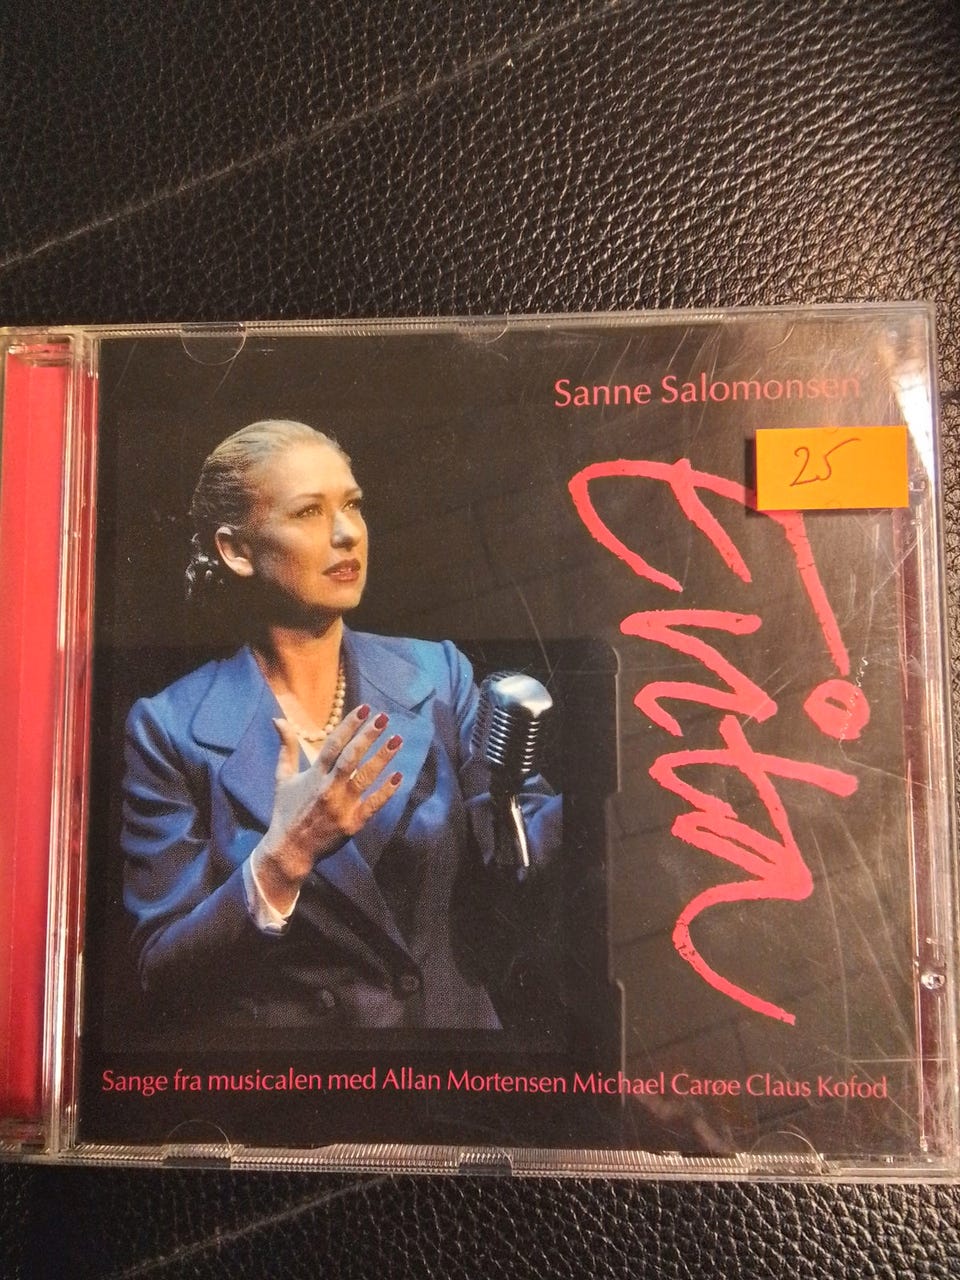 Sanne Salomonsen
25
Evita
Sange fra musicalen med Allan Mortensen Michael Carøe Claus Kofod